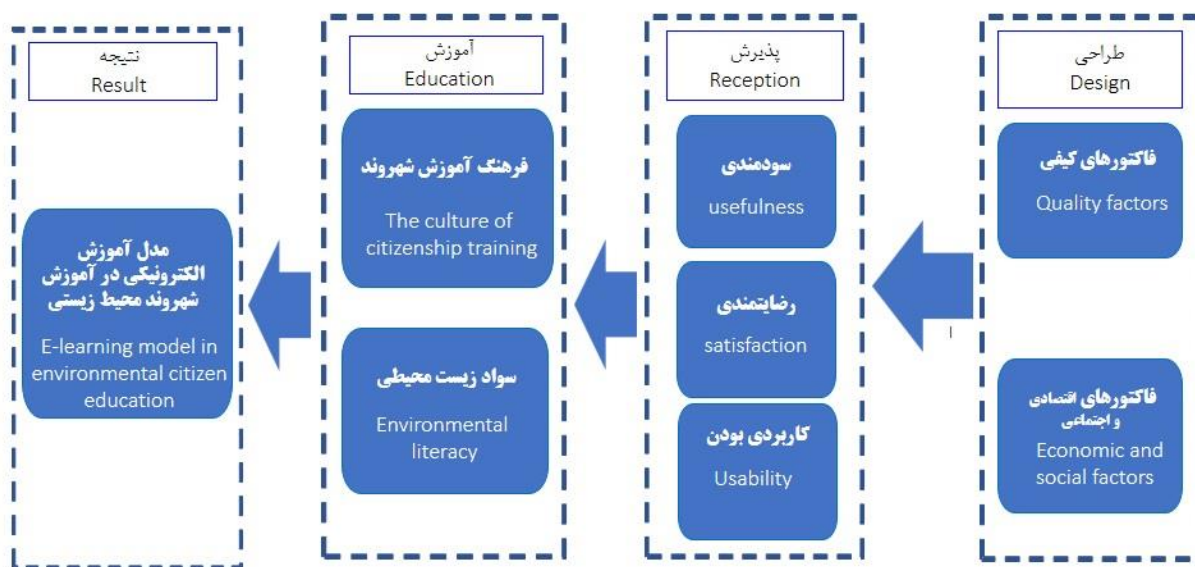 طراحی
Design
فاکتورهای کیفی
Quality factors
فاکتورهای اقتصادی
و اجتماعی
Economic and
social factors
پذیرش
Reception
سودمندی
usefulness
رضایتمندی
satisfaction
کاربردی بودن
Usability
آموزش
Education
فرهنگ آموزش شهروند
The culture of
citizenship training
سواد زیست محیطی
Environmental
literacy
نتیجه
Result
مدل آموزش
الکترونیکی در آموزش
شهروند محیط زیستی
E-learning model in
environmental citizen
education